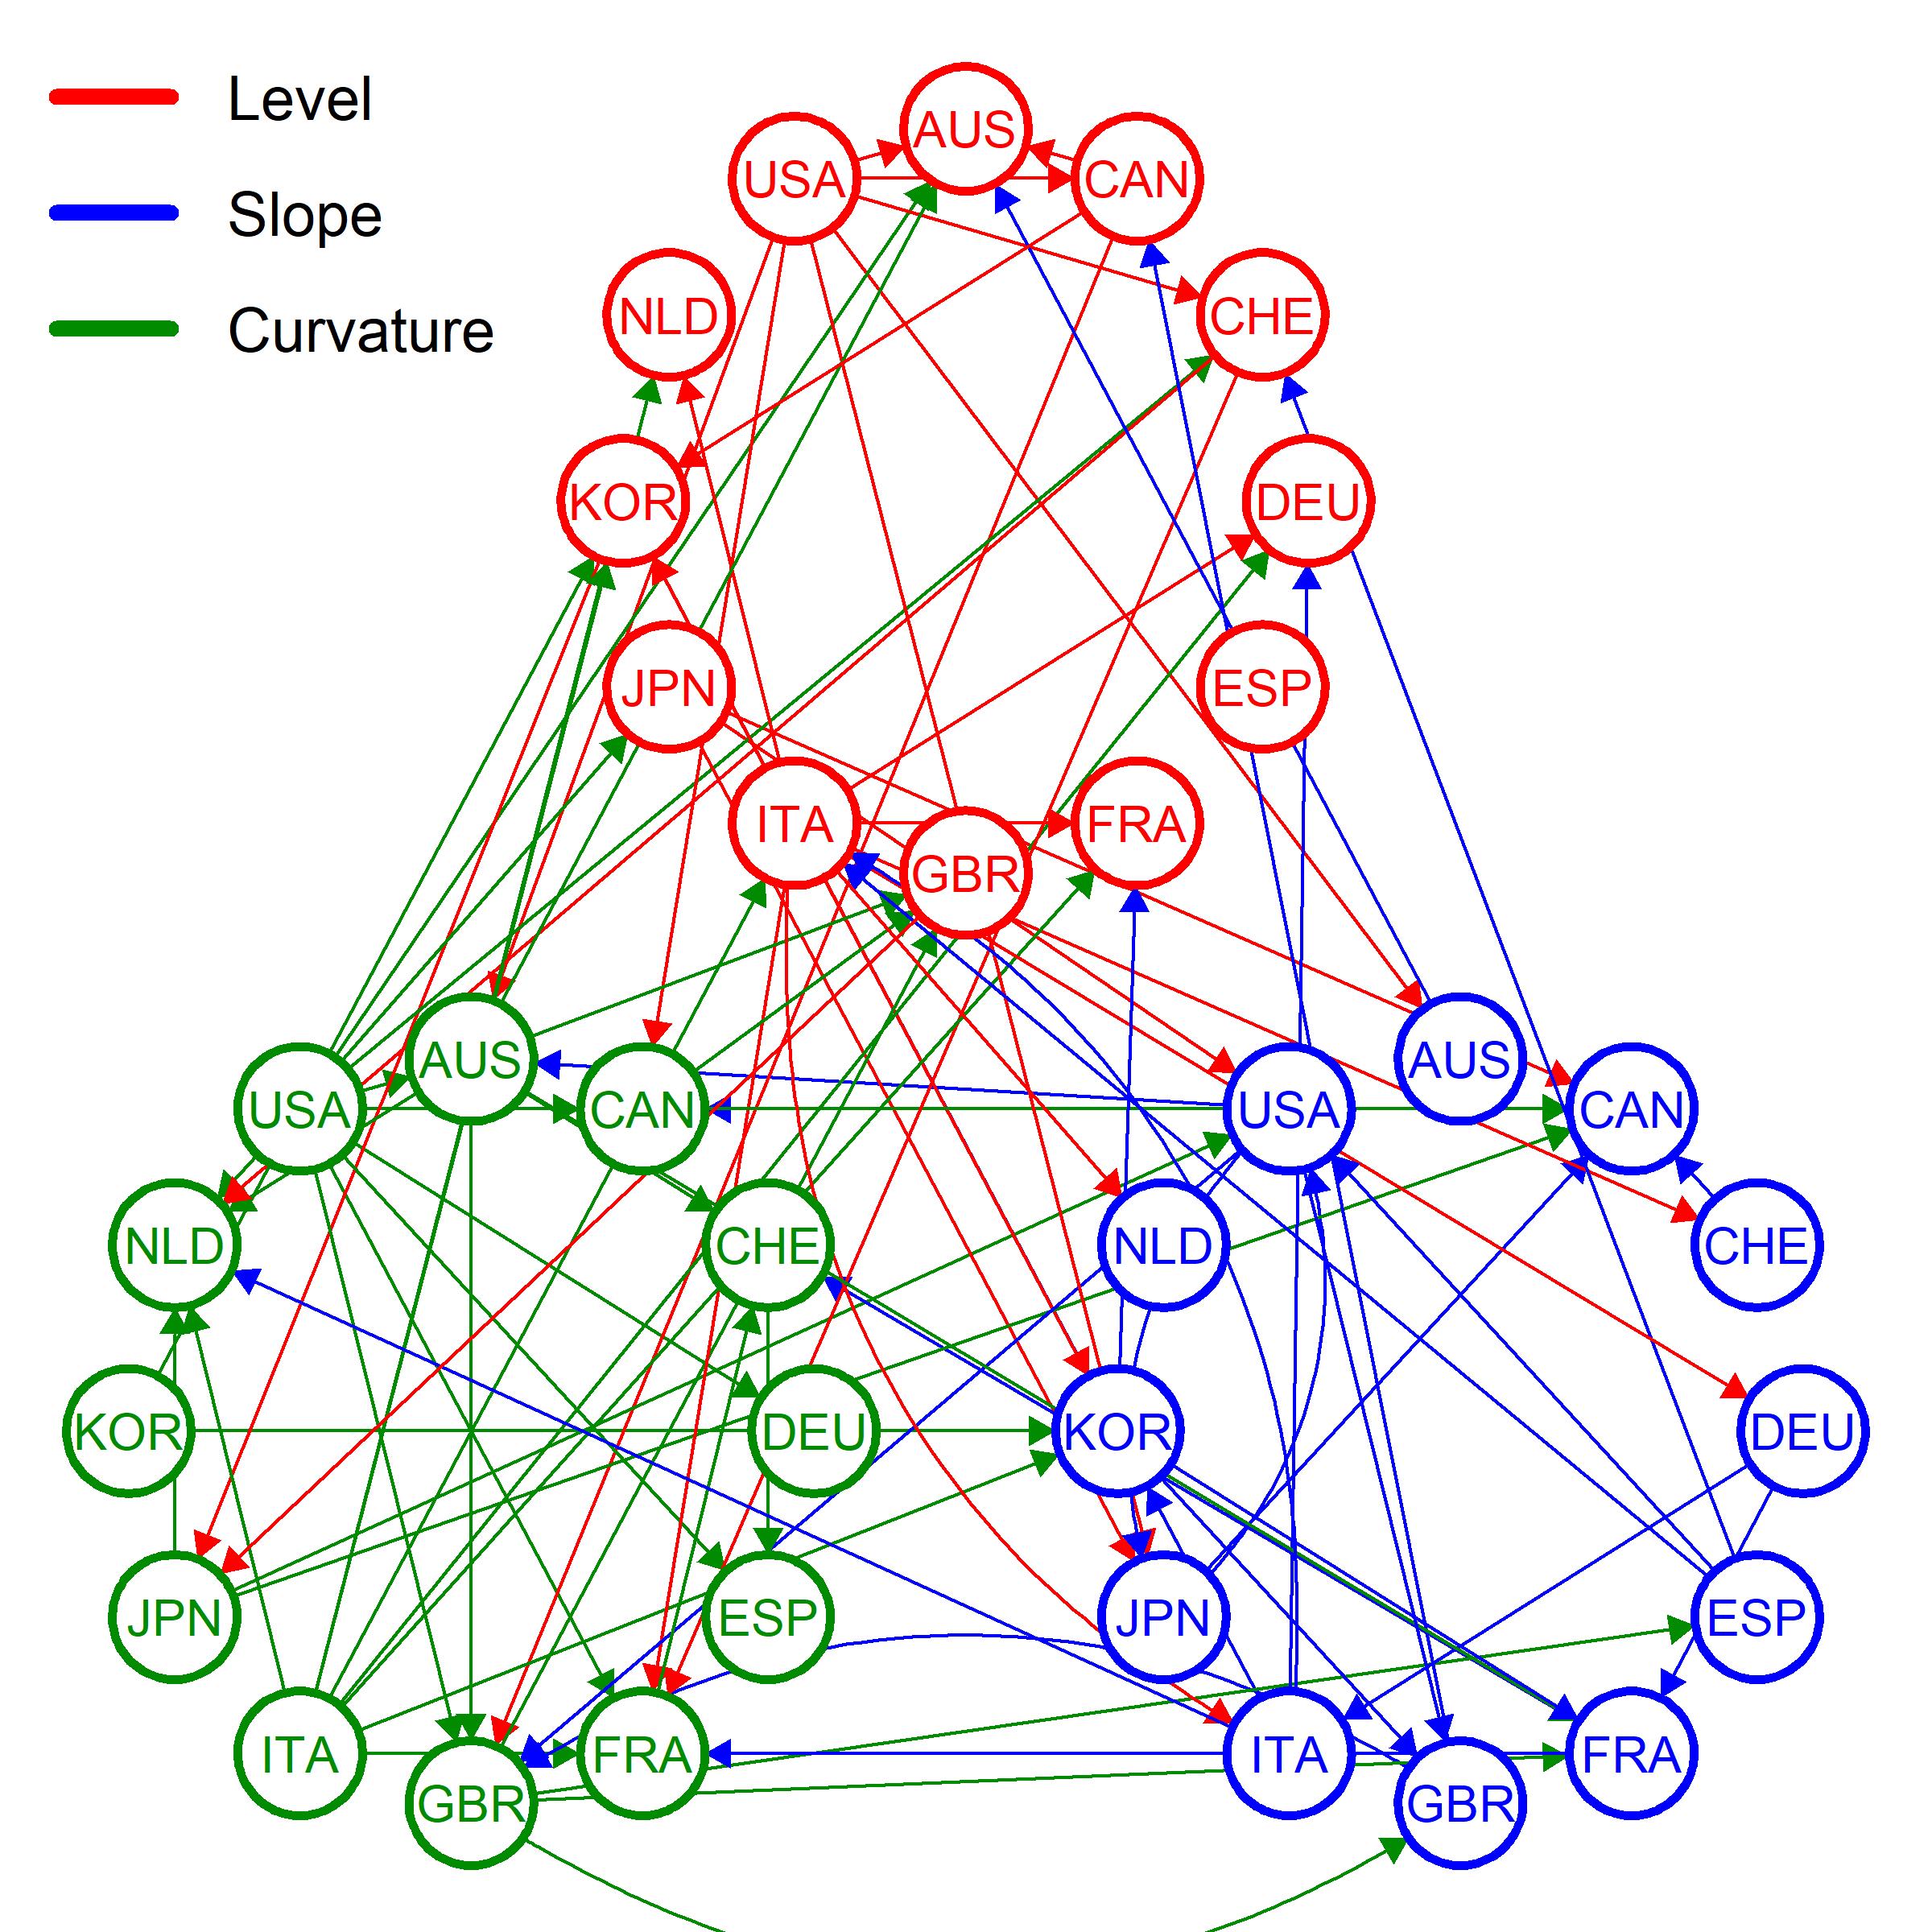 Level
Slope
Curvature
AUS
USA
CAN
NLD
CHE
KOR
DEU
JPN
ESP
ITA
FRA
GBR
AUS
USA
CAN
NLD
CHE
KOR
DEU
JPN
ESP
ITA
FRA
GBR
AUS
USA
CAN
NLD
CHE
KOR
DEU
JPN
ESP
ITA
FRA
GBR